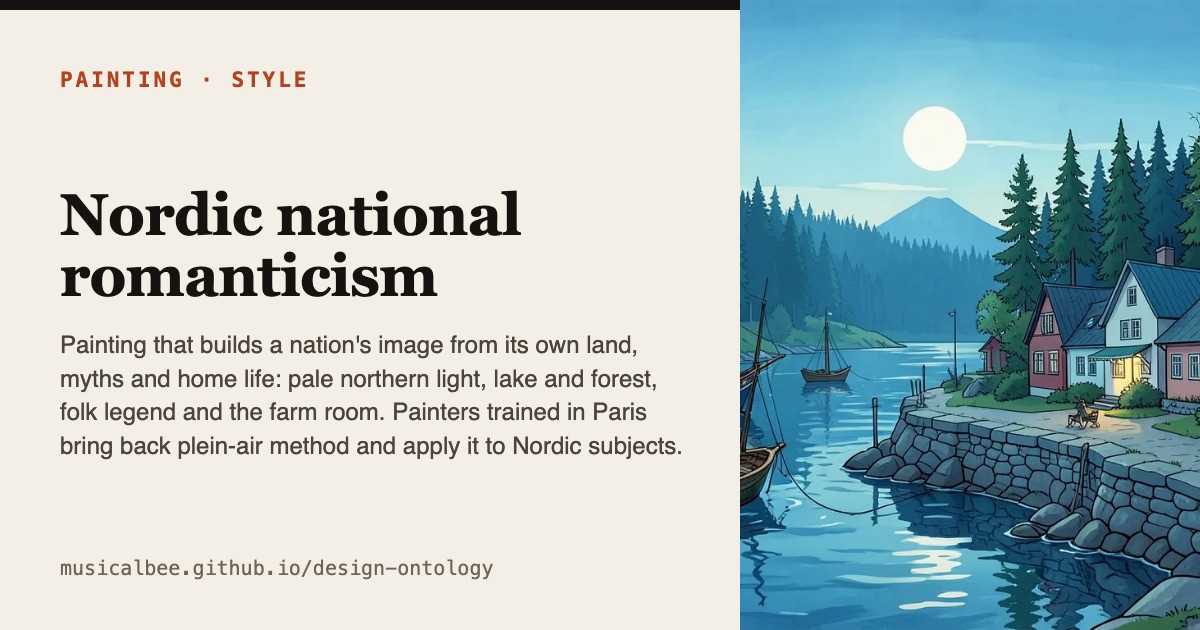 PAINTING · STYLE
Nordic national
romanticism
Painting that builds a nation's image from its own land,
myths and home life: pale northern light, lake and forest,
folk legend and the farm room. Painters trained in Paris
bring back plein-air method and apply it to Nordic subjects.
musicalbee.github.io/design-ontology